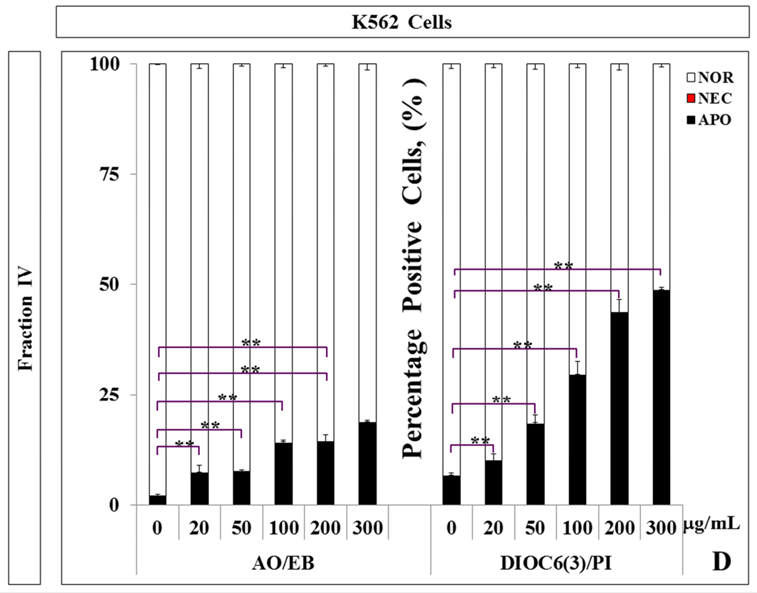 K562 Cells
Fraction IV
Percentage Positive Cells, (% )
100
75
50
25
0
NOR
NEC
APO
** ** ** ** **
** ** ** ** **
0 20 50 100 200 300 0 20 50 100 200 300 µg/mL
AO/EB DIOC6(3)/PI
D